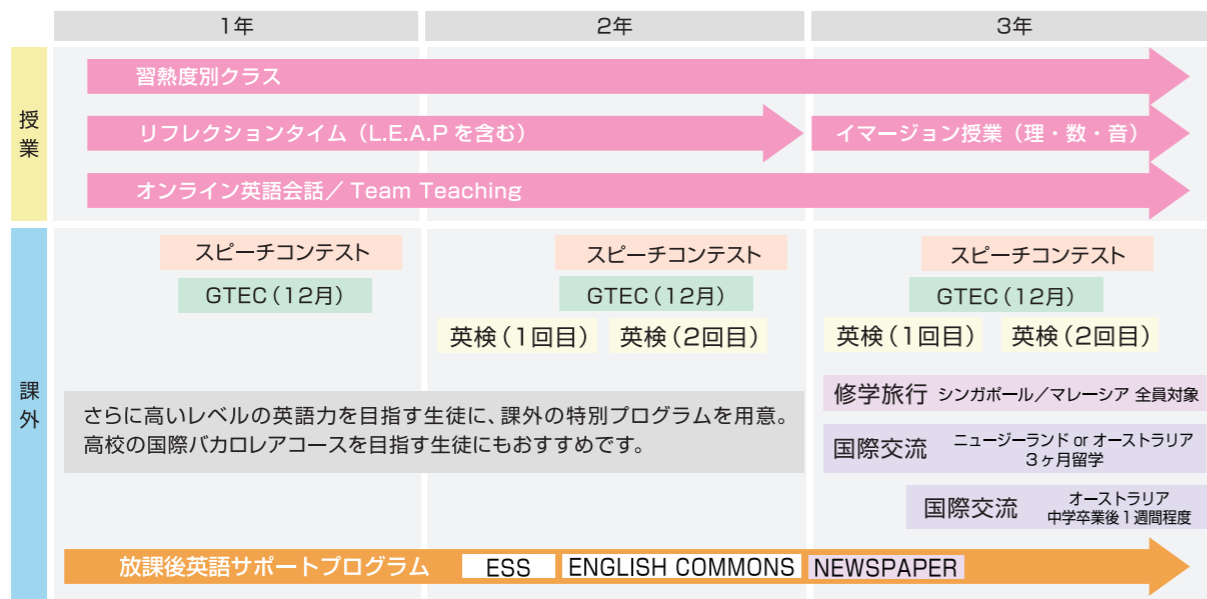 1年
2年
3年
授業
習熟度別クラス
リフレクションタイム（L.E.A.P を含む）
イマージョン授業（理・数・音）
オンライン英語会話／ Team Teaching
課外
スピーチコンテスト
スピーチコンテスト
スピーチコンテスト
GTEC（12月）
GTEC（12月）
GTEC（12月）
英検（1回目）
英検（2回目）
英検（1回目）
英検（2回目）
さらに高いレベルの英語力を目指す生徒に、課外の特別プログラムを用意。
高校の国際バカロレアコースを目指す生徒にもおすすめです。
修学旅行 シンガポール／マレーシア 全員対象
国際交流 ニュージーランド or オーストラリア
3ヶ月留学
国際交流 オーストラリア
中学卒業後1週間程度
放課後英語サポートプログラム
ESS
ENGLISH COMMONS
NEWSPAPER